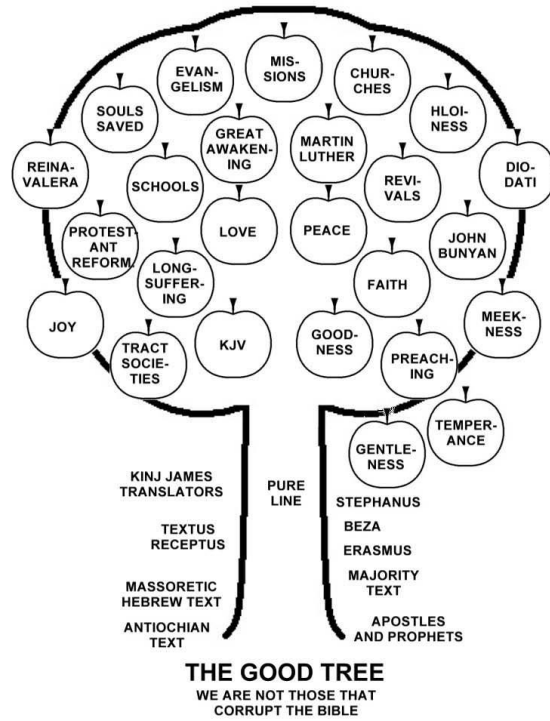 MIS-
SIONS
EVAN-
GELISM
CHUR-
CHES
SOULS
SAVED
HLOI-
NESS
GREAT
AWAKEN-
ING
MARTIN
LUTHER
REINA-
VALERA
SCHOOLS
REVI-
VALS
DIO-
DATI
PROTEST-
ANT
REFORM.
LOVE
PEACE
JOHN
BUNYAN
LONG-
SUFFER-
ING
FAITH
JOY
KJV
GOOD-
NESS
MEEK-
NESS
TRACT
SOCIE-
TIES
PREACH-
ING
TEMPER-
ANCE
GENTLE-
NESS
KINJ JAMES
TRANSLATORS
PURE
LINE
STEPHANUS
TEXTUS
RECEPTUS
BEZA
ERASMUS
MASSORETIC
HEBREW TEXT
MAJORITY
TEXT
ANTIOCHIAN
TEXT
APOSTLES
AND PROPHETS
THE GOOD TREE
WE ARE NOT THOSE THAT
CORRUPT THE BIBLE